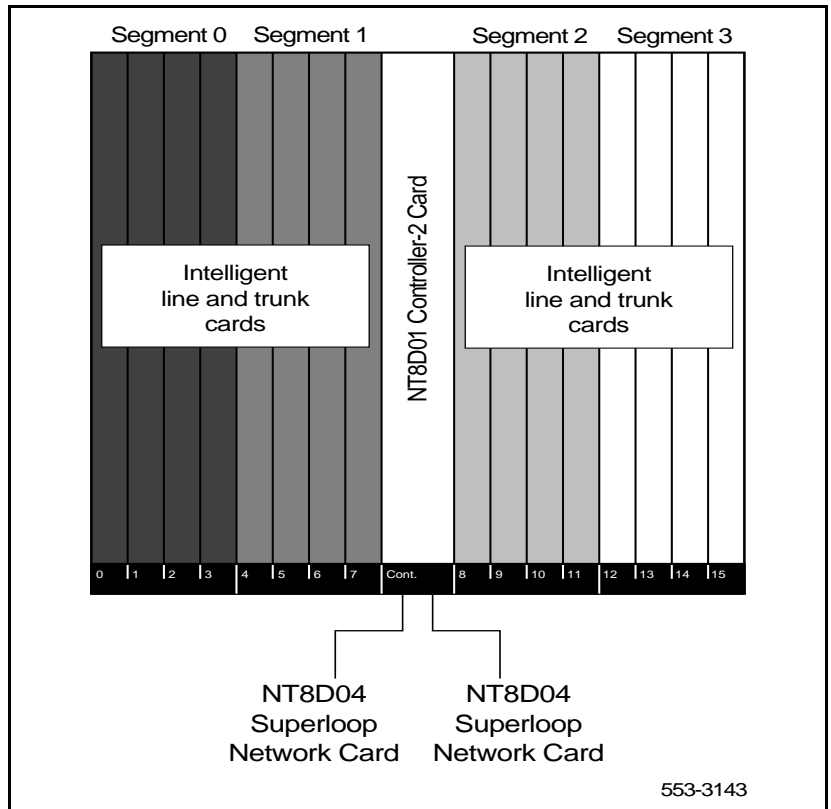 Segment 0 Segment 1 Segment 2 Segment 3
Intelligent
line and trunk
cards
NT8D01 Controller-2 Card
Intelligent
line and trunk
cards
0 1 2 3 4 5 6 7 Cont. 8 9 10 11 12 13 14 15
NT8D04
Superloop
Network Card
NT8D04
Superloop
Network Card
553-3143